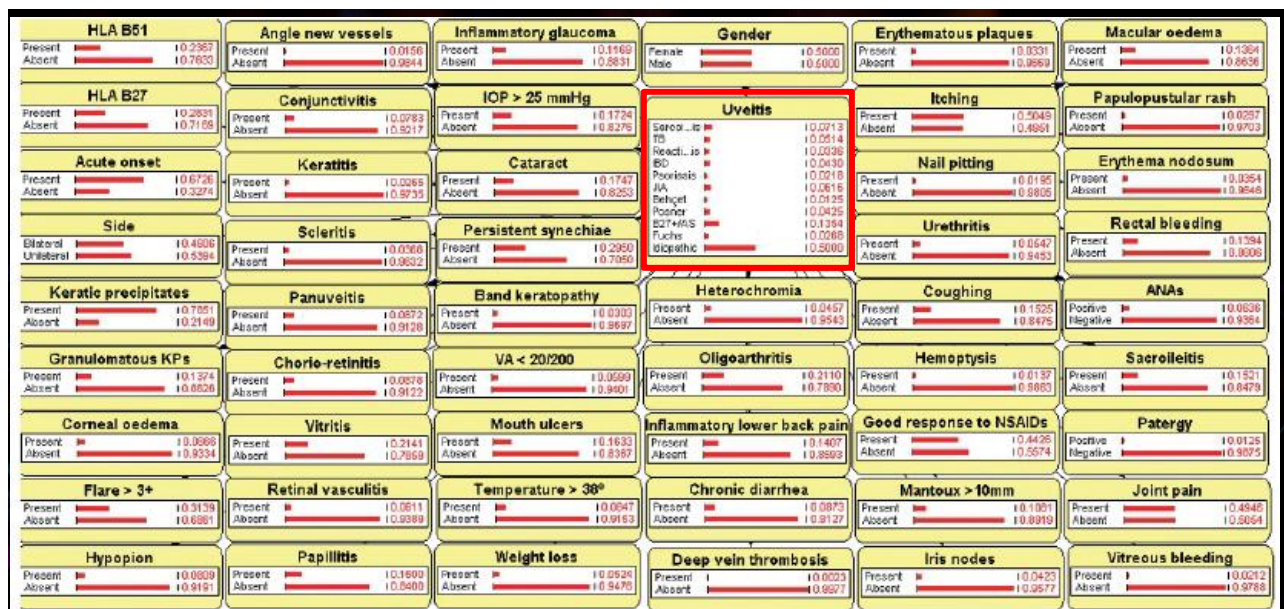 HLA B51
Present 0.2367
Absent 0.7633
HLA B27
Present 0.2831
Absent 0.7169
Acute onset
Present 0.6726
Absent 0.3274
Side
Bilateral 0.4606
Unilateral 0.5394
Keratic precipitates
Present 0.7851
Absent 0.2149
Granulomatous KPs
Present 0.1374
Absent 0.8626
Corneal oedema
Present 0.0666
Absent 0.9334
Flare > 3+
Present 0.3139
Absent 0.6861
Hypopion
Present 0.0809
Absent 0.9191
Angle new vessels
Present 0.0156
Absent 0.9844
Conjunctivitis
Present 0.0783
Absent 0.9217
Keratitis
Present 0.0265
Absent 0.9735
Scleritis
Present 0.0368
Absent 0.9632
Panuveitis
Present 0.0872
Absent 0.9128
Chorio-retinitis
Present 0.0878
Absent 0.9122
Vitritis
Present 0.2141
Absent 0.7859
Retinal vasculitis
Present 0.0611
Absent 0.9389
Papillitis
Present 0.1600
Absent 0.8400
Inflammatory glaucoma
Present 0.1169
Absent 0.8831
IOP > 25 mmHg
Present 0.1724
Absent 0.8276
Cataract
Present 0.1747
Absent 0.8253
Persistent synechiae
Present 0.2950
Absent 0.7050
Band keratopathy
Present 0.0303
Absent 0.9697
VA < 20/200
Present 0.0599
Absent 0.9401
Mouth ulcers
Present 0.1633
Absent 0.8367
Temperature > 38º
Present 0.0847
Absent 0.9153
Weight loss
Present 0.0524
Absent 0.9476
Gender
Female 0.5000
Male 0.5000
Uveitis
Sarcoi...is 0.0713
TB 0.0514
Reacti...is 0.0336
IBD 0.0430
Psoriasis 0.0218
JIA 0.0616
Behçet 0.0125
Posner 0.0425
B27+/AS 0.1354
Fuchs 0.0268
Idiopathic 0.5000
Heterochromia
Present 0.0457
Absent 0.9543
Oligoarthritis
Present 0.2110
Absent 0.7890
Inflammatory lower back pain
Present 0.1407
Absent 0.8593
Chronic diarrhea
Present 0.0873
Absent 0.9127
Deep vein thrombosis
Present 0.0023
Absent 0.9977
Erythematous plaques
Present 0.0331
Absent 0.9669
Itching
Present 0.5049
Absent 0.4951
Nail pitting
Present 0.0195
Absent 0.9805
Urethritis
Present 0.0547
Absent 0.9453
Coughing
Present 0.1525
Absent 0.8475
Hemoptysis
Present 0.0137
Absent 0.9863
Good response to NSAIDs
Present 0.4426
Absent 0.5574
Mantoux > 10mm
Present 0.1081
Absent 0.8919
Iris nodes
Present 0.0423
Absent 0.9577
Macular oedema
Present 0.1364
Absent 0.8636
Papulopustular rash
Present 0.0297
Absent 0.9703
Erythema nodosum
Present 0.0354
Absent 0.9646
Rectal bleeding
Present 0.1394
Absent 0.8606
ANAs
Positive 0.0636
Negative 0.9364
Sacroileitis
Present 0.1521
Absent 0.8479
Patergy
Positive 0.0125
Negative 0.9875
Joint pain
Present 0.4946
Absent 0.5054
Vitreous bleeding
Present 0.0212
Absent 0.9788